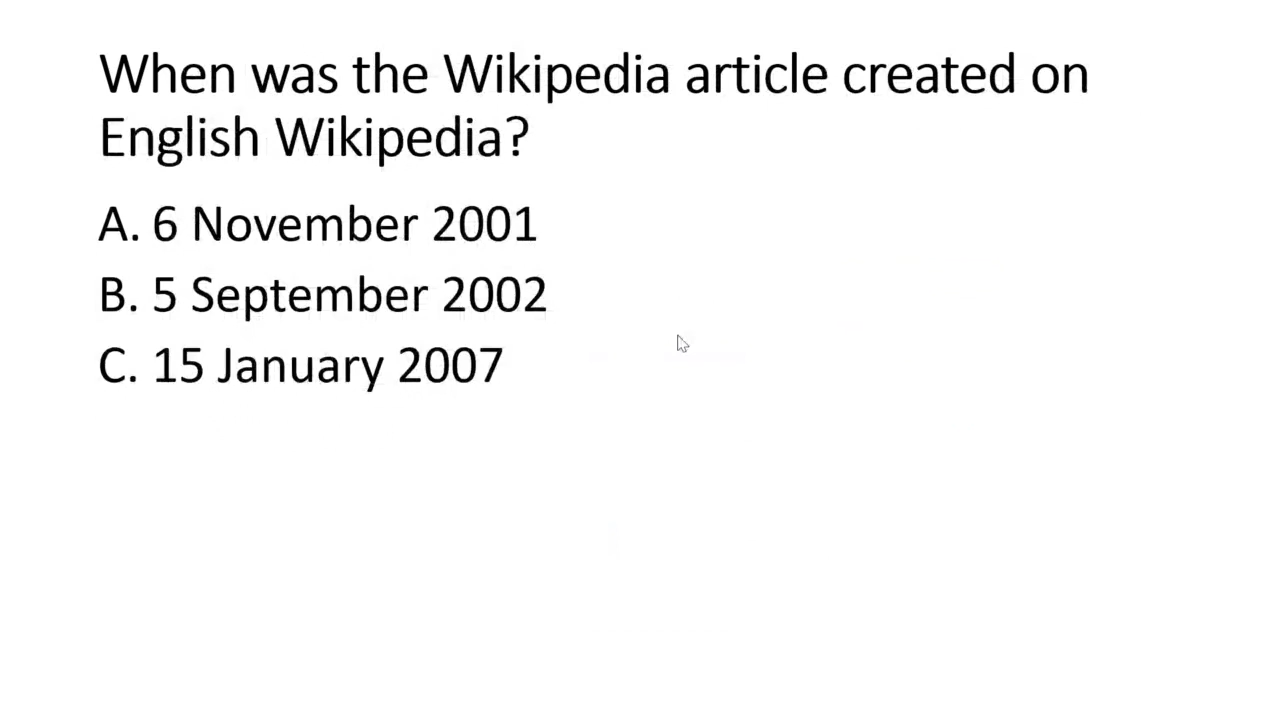 When was the Wikipedia article created on
English Wikipedia?
A. 6 November 2001
B. 5 September 2002
C. 15 January 2007